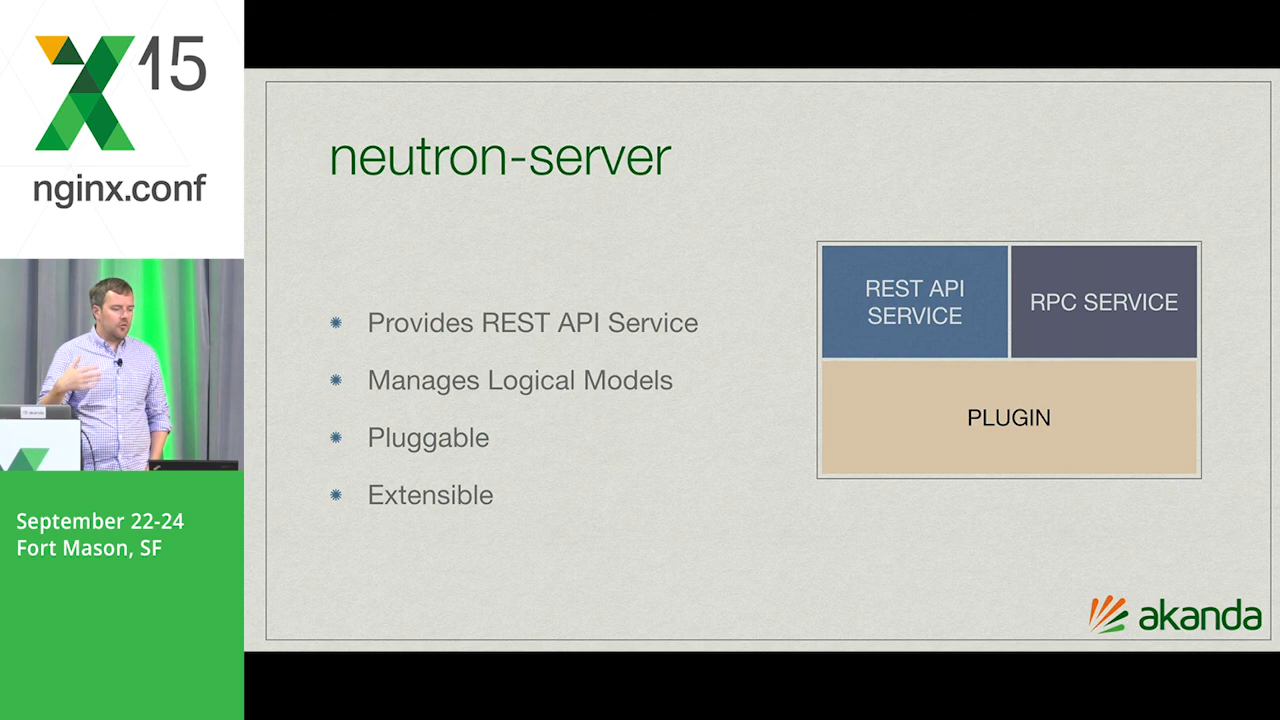 15
nginx.conf
September 22-24
Fort Mason, SF
neutron-server
Provides REST API Service
Manages Logical Models
Pluggable
Extensible
REST API
SERVICE
RPC SERVICE
PLUGIN
akanda